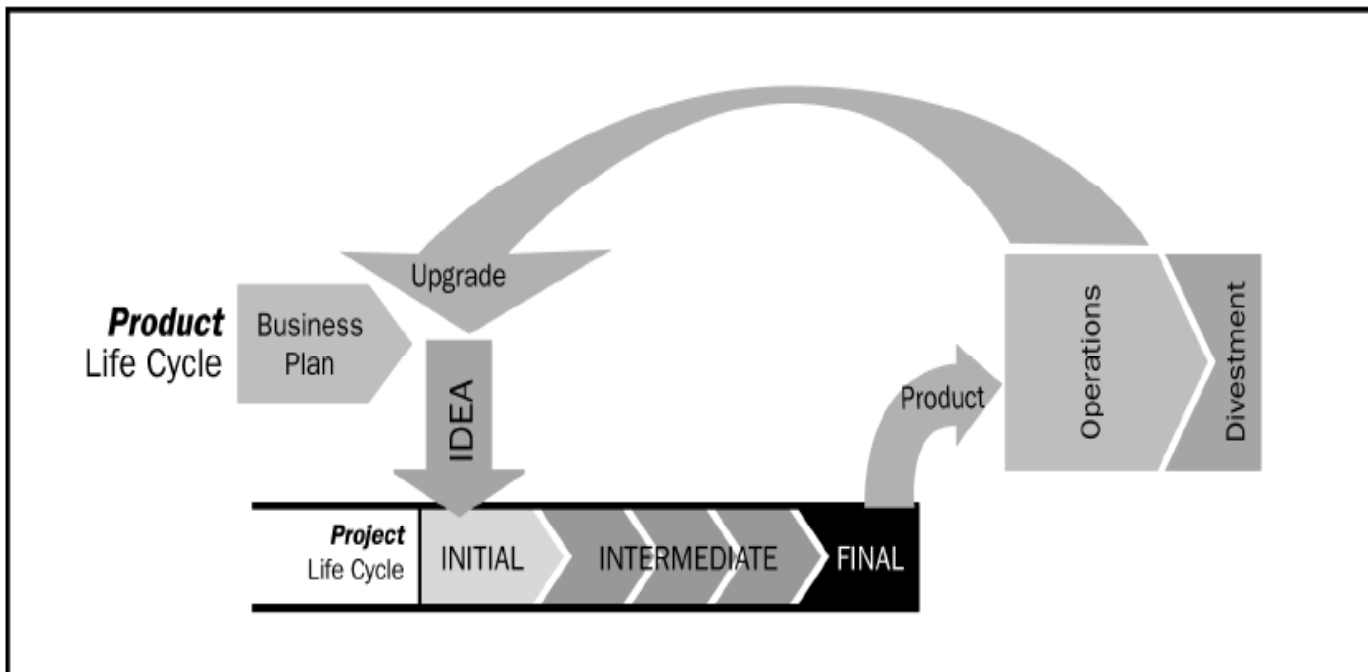 Upgrade
Product
Life Cycle
Business
Plan
IDEA
Product
Operations
Divestment
Project
Life Cycle
INITIAL
INTERMEDIATE
FINAL